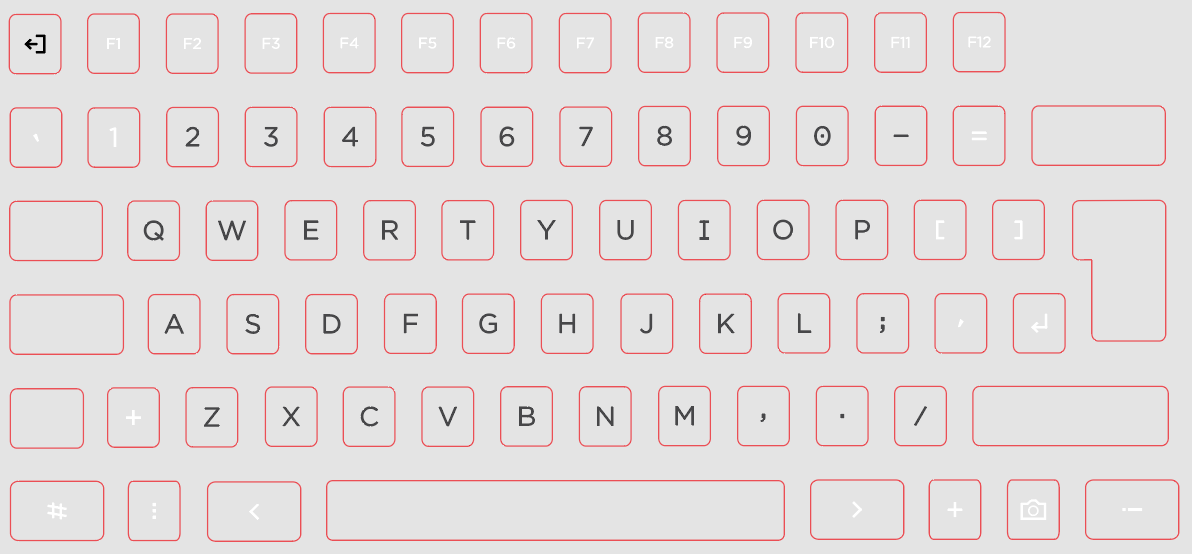 F1 F2 F3 F4 F5 F6 F7 F8 F9 F10 F11 F12
` 1 2 3 4 5 6 7 8 9 0 - =
Q W E R T Y U I O P [ ]
A S D F G H J K L ; ,
+ Z X C V B N M , . /
# ⋮ < > + ·–